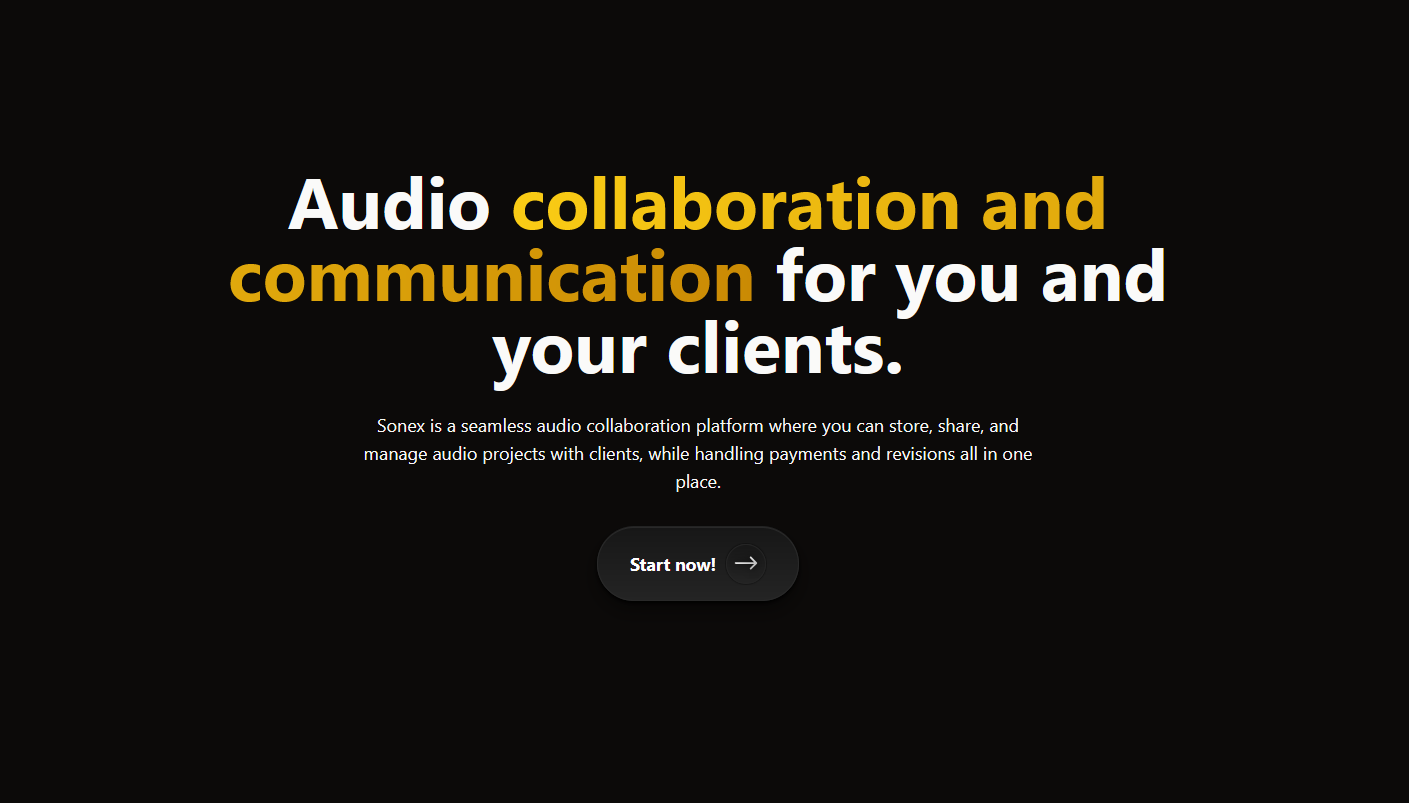 Audio collaboration and
communication for you and
your clients.
Sonex is a seamless audio collaboration platform where you can store, share, and
manage audio projects with clients, while handling payments and revisions all in one
place.
Start now!